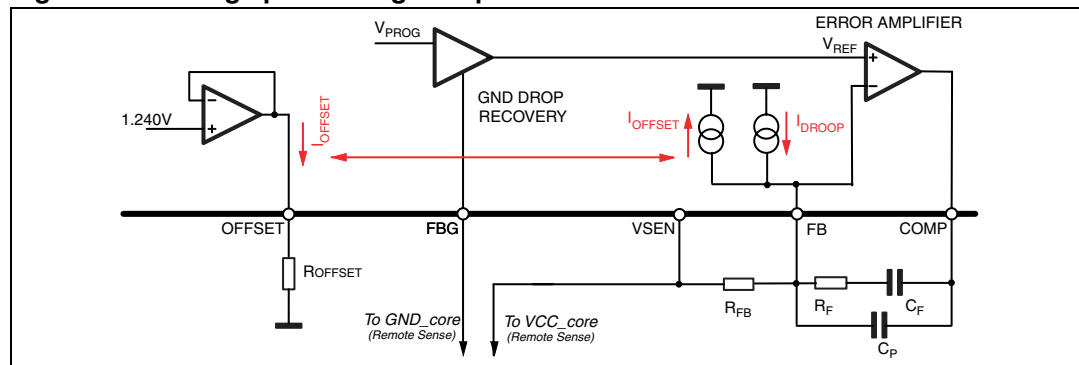 ERROR AMPLIFIER
VPROG
VREF
GND DROP
RECOVERY
1.240V
IOFFSET
IOFFSET
IDROOP
OFFSET
FBG
VSEN
FB
COMP
ROFFSET
RFB
RF
CF
CP
To GND_core
(Remote Sense)
To VCC_core
(Remote Sense)